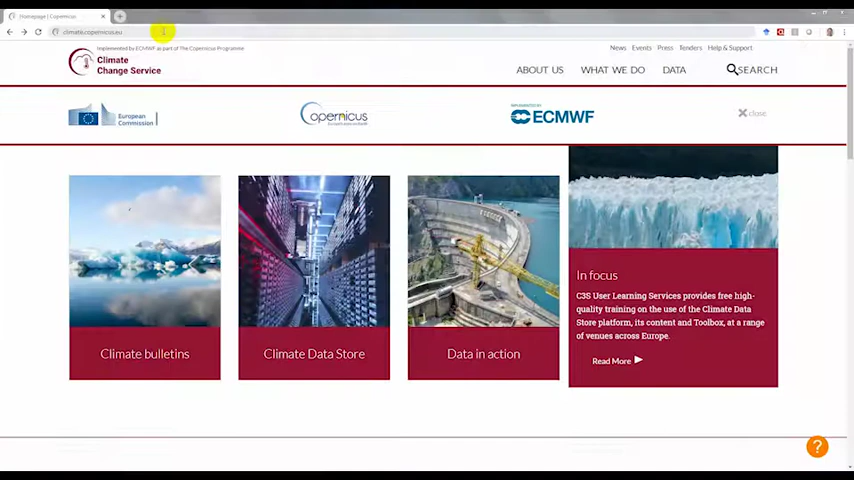 Homepage | Copernicus
climate.copernicus.eu
Implemented by ECMWF as part of The Copernicus Programme
Climate
Change Service
News Events Press Tenders Help & Support
ABOUT US WHAT WE DO DATA SEARCH
European
Commission
opernicus
IMPLEMENTED BY
ECMWF
close
In focus
C3S User Learning Services provides free high-
quality training on the use of the Climate Data
Store platform, its content and Toolbox, at a range
of venues across Europe.
Read More
Climate bulletins
Climate Data Store
Data in action
?